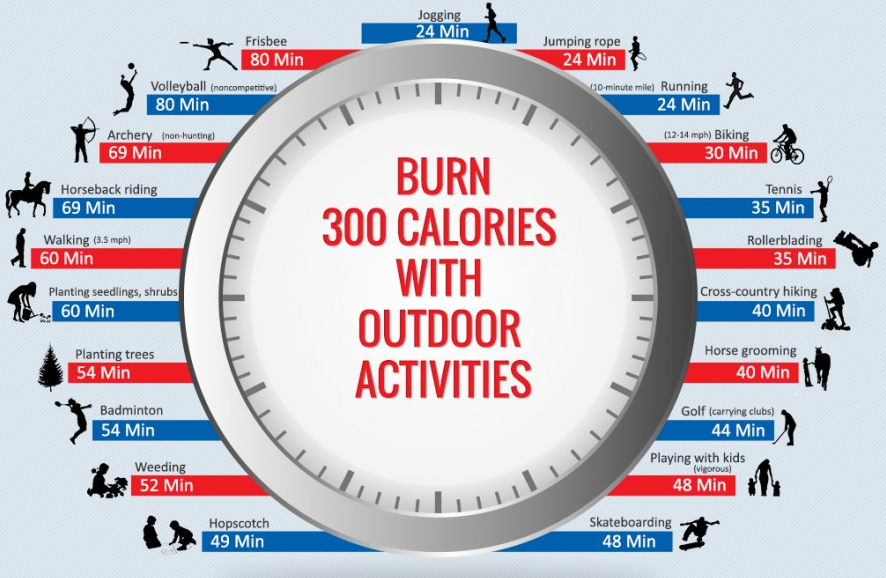 Jogging
24 Min
Jumping rope
24 Min
(10-minute mile) Running
24 Min
(12-14 mph) Biking
30 Min
Tennis
35 Min
Rollerblading
35 Min
Cross-country hiking
40 Min
Horse grooming
40 Min
Golf (carrying clubs)
44 Min
Playing with kids
(vigorous)
48 Min
Skateboarding
48 Min
Hopscotch
49 Min
Weeding
52 Min
Badminton
54 Min
Planting trees
54 Min
Planting seedlings, shrubs
60 Min
Walking (3.5 mph)
60 Min
Horseback riding
69 Min
Archery (non-hunting)
69 Min
Volleyball (noncompetitive)
80 Min
Frisbee
80 Min
BURN
300 CALORIES
WITH
OUTDOOR
ACTIVITIES